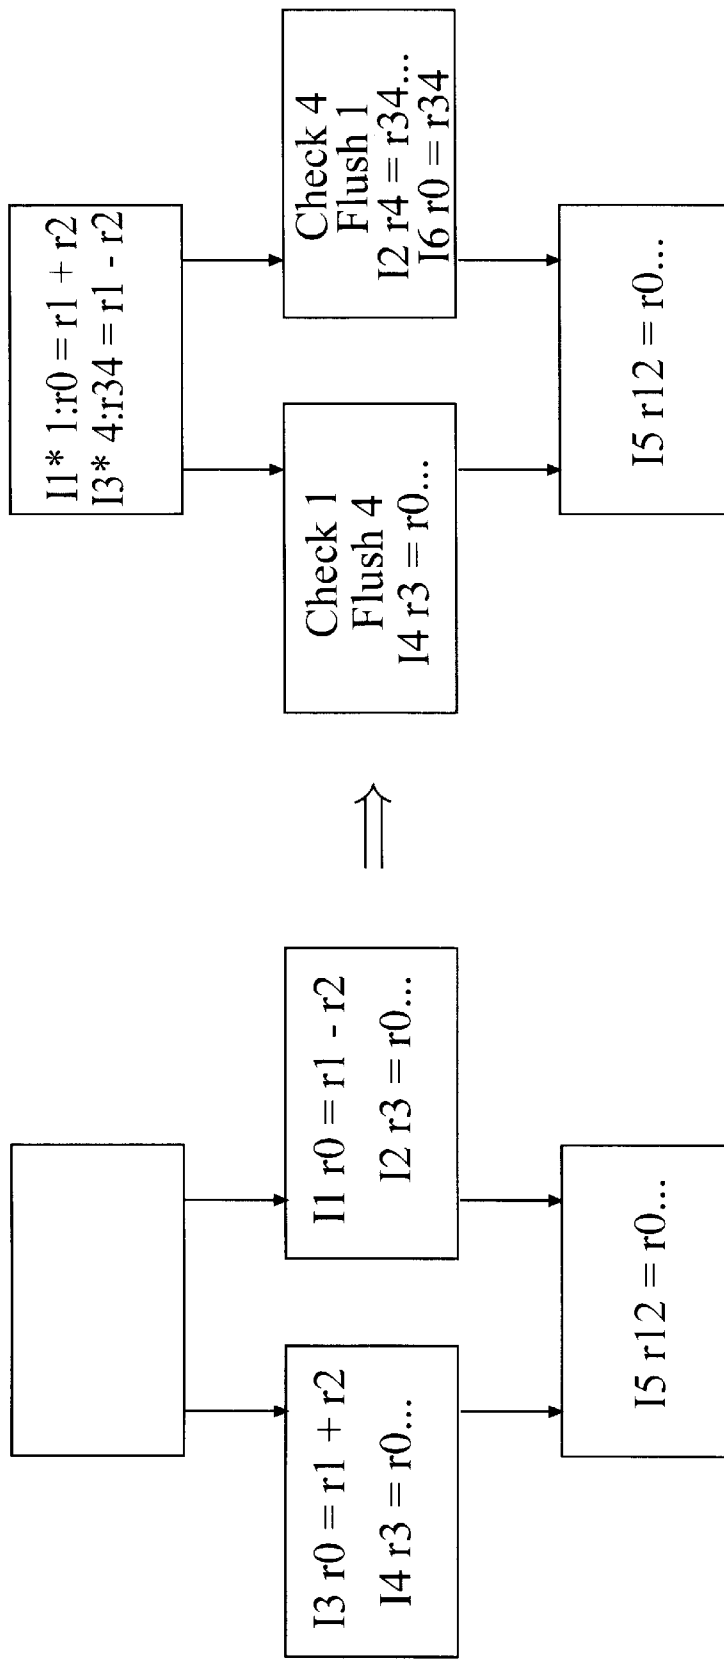 I3 r0 = r1 + r2
I4 r3 = r0...
I1 r0 = r1 - r2
I2 r3 = r0...
I5 r12 = r0...
⇒
I1* 1:r0 = r1 + r2
I3* 4:r34 = r1 - r2
Check 1
Flush 4
I4 r3 = r0...
Check 4
Flush 1
I2 r4 = r34...
I6 r0 = r34
I5 r12 = r0...